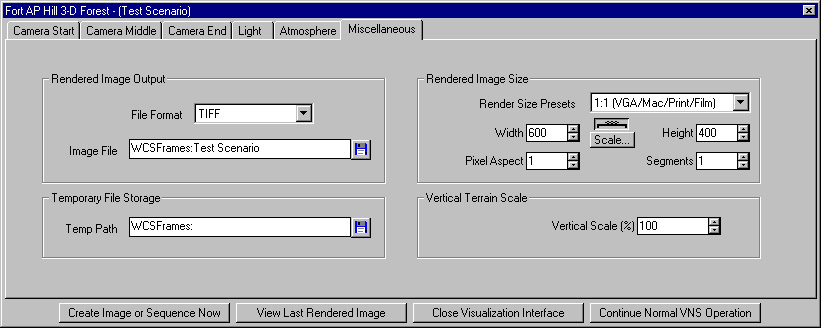 Fort AP Hill 3-D Forest - (Test Scenario)
Camera Start Camera Middle Camera End Light Atmosphere Miscellaneous
Rendered Image Output
File Format TIFF
Image File WCSFrames:Test Scenario
Temporary File Storage
Temp Path WCSFrames:
Rendered Image Size
Render Size Presets 1:1 (VGA/Mac/Print/Film)
Width 600 Scale... Height 400
Pixel Aspect 1 Segments 1
Vertical Terrain Scale
Vertical Scale (%) 100
Create Image or Sequence Now View Last Rendered Image Close Visualization Interface Continue Normal VNS Operation